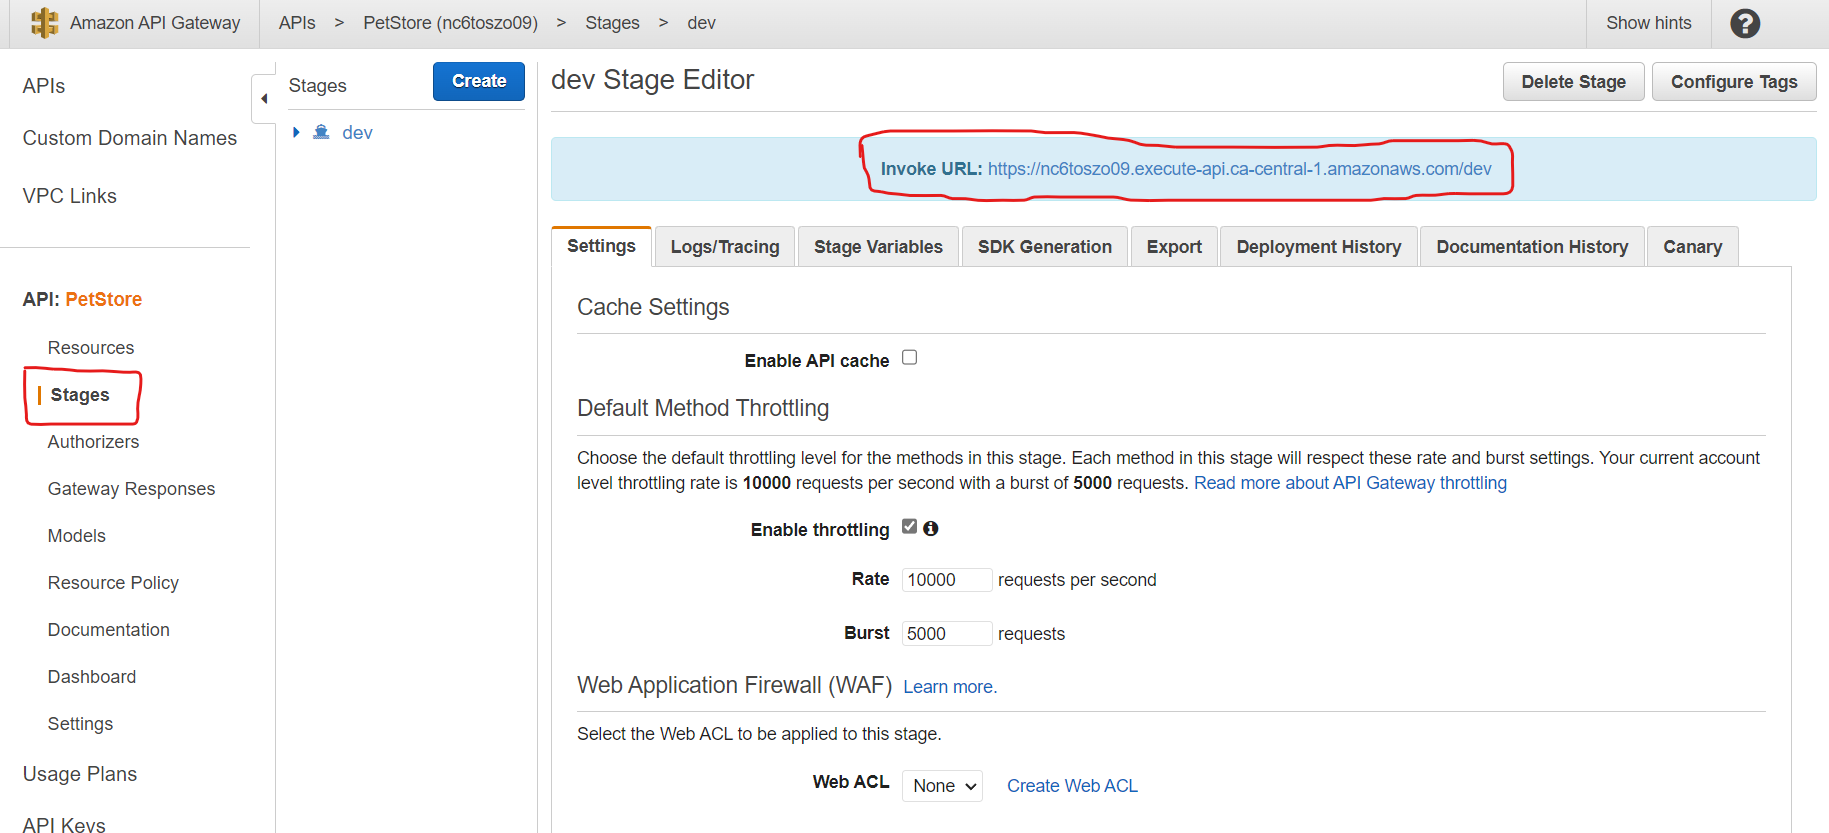 Amazon API Gateway
APIs > PetStore (nc6toszo09) > Stages > dev
Show hints
?
APIs
Custom Domain Names
VPC Links
API: PetStore
Resources
Stages
Authorizers
Gateway Responses
Models
Resource Policy
Documentation
Dashboard
Settings
Usage Plans
API Keys
Stages
Create
dev
dev Stage Editor
Delete Stage
Configure Tags
Invoke URL: https://nc6toszo09.execute-api.ca-central-1.amazonaws.com/dev
Settings
Logs/Tracing
Stage Variables
SDK Generation
Export
Deployment History
Documentation History
Canary
Cache Settings
Enable API cache
Default Method Throttling
Choose the default throttling level for the methods in this stage. Each method in this stage will respect these rate and burst settings. Your current account
level throttling rate is 10000 requests per second with a burst of 5000 requests. Read more about API Gateway throttling
Enable throttling
Rate 10000 requests per second
Burst 5000 requests
Web Application Firewall (WAF) Learn more.
Select the Web ACL to be applied to this stage.
Web ACL None Create Web ACL